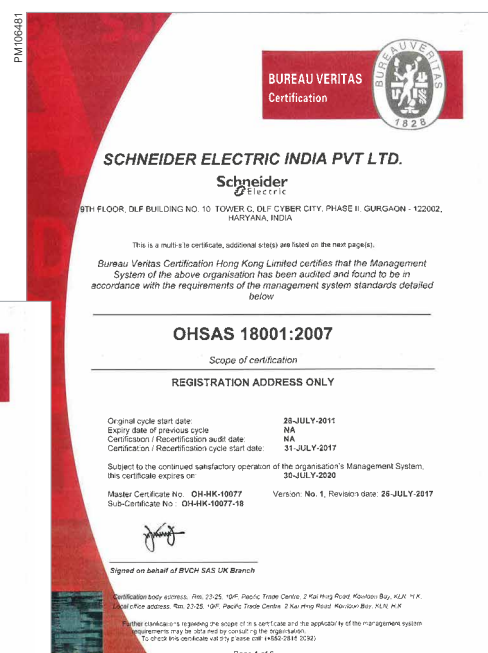 PM106481
BUREAU VERITAS
Certification
BUREAU VERITAS
1828
SCHNEIDER ELECTRIC INDIA PVT LTD.
Schneider
Electric
9TH FLOOR, DLF BUILDING NO. 10 TOWER C, DLF CYBER CITY, PHASE II, GURGAON - 122002,
HARYANA, INDIA
This is a multi-site certificate, additional site(s) are listed on the next page(s).
Bureau Veritas Certification Hong Kong Limited certifies that the Management
System of the above organisation has been audited and found to be in
accordance with the requirements of the management system standards detailed
below
OHSAS 18001:2007
Scope of certification
REGISTRATION ADDRESS ONLY
Original cycle start date: 26-JULY-2011
Expiry date of previous cycle NA
Certification / Recertification audit date: NA
Certification / Recertification cycle start date: 31-JULY-2017
Subject to the continued satisfactory operation of the organisation's Management System,
this certificate expires on: 30-JULY-2020
Master Certificate No. OH-HK-10077 Version: No. 1, Revision date: 26-JULY-2017
Sub-Certificate No : OH-HK-10077-18
Signed on behalf of BVCH SAS UK Branch
Certification body address: Rm. 23-25, 10/F, Pacific Trade Centre, 2 Kai Hing Road, Kowloon Bay, KLN, H.K.
Local office address: Rm. 23-25, 10/F, Pacific Trade Centre, 2 Kai Hing Road, Kowloon Bay, KLN, H.K
Further clarifications regarding the scope of this certificate and the applicability of the management system
requirements may be obtained by consulting the organisation.
To check this certificate validity please call: (+852-2815 2092)